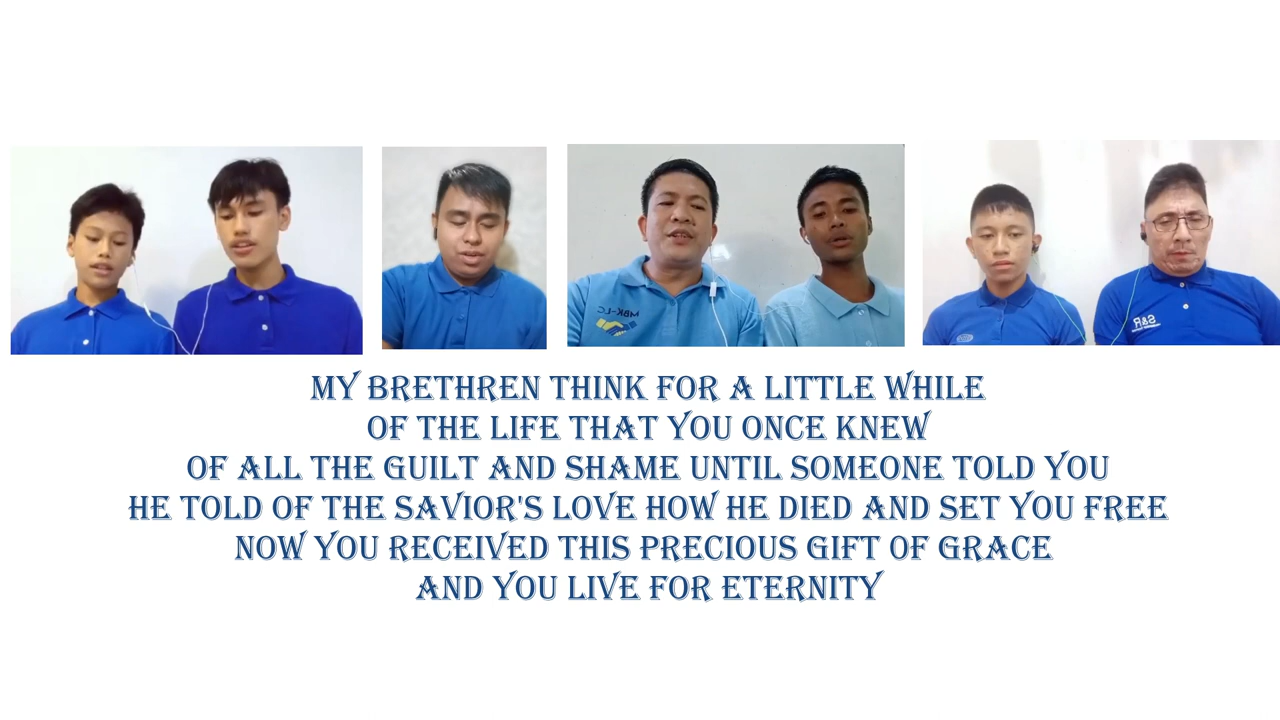 MBK-LC
S&R
MY BRETHREN THINK FOR A LITTLE WHILE
OF THE LIFE THAT YOU ONCE KNEW
OF ALL THE GUILT AND SHAME UNTIL SOMEONE TOLD YOU
HE TOLD OF THE SAVIOR'S LOVE HOW HE DIED AND SET YOU FREE
NOW YOU RECEIVED THIS PRECIOUS GIFT OF GRACE
AND YOU LIVE FOR ETERNITY